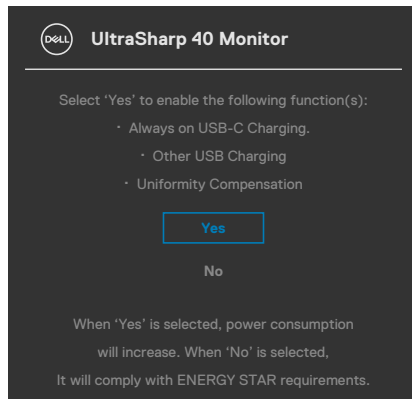 DELL UltraSharp 40 Monitor
Select ‘Yes’ to enable the following function(s):
· Always on USB-C Charging.
· Other USB Charging
· Uniformity Compensation
Yes
No
When ‘Yes’ is selected, power consumption
will increase. When ‘No’ is selected,
It will comply with ENERGY STAR requirements.